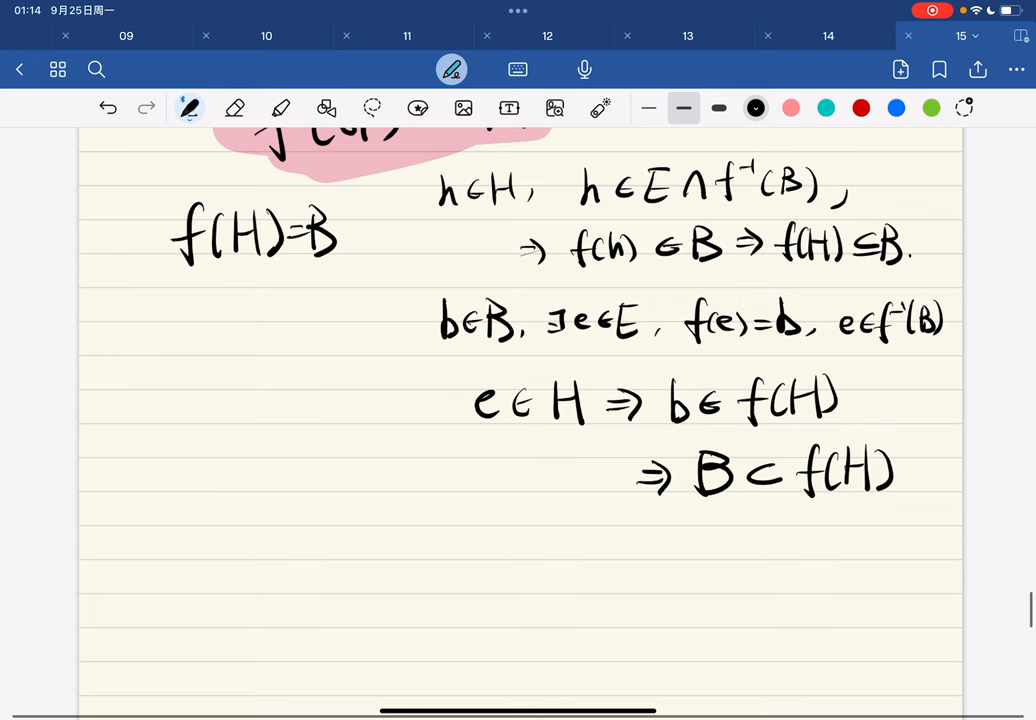 01:14 9月25日周一
09 10 11 12 13 14 15
h∈H, h∈E∩f⁻¹(B),
f(H)=B
⇒ f(h)∈B ⇒ f(H)⊆B.
b∈B, ∃e∈E, f(e)=b, e∈f⁻¹(B)
e∈H ⇒ b∈f(H)
⇒ B⊂f(H)